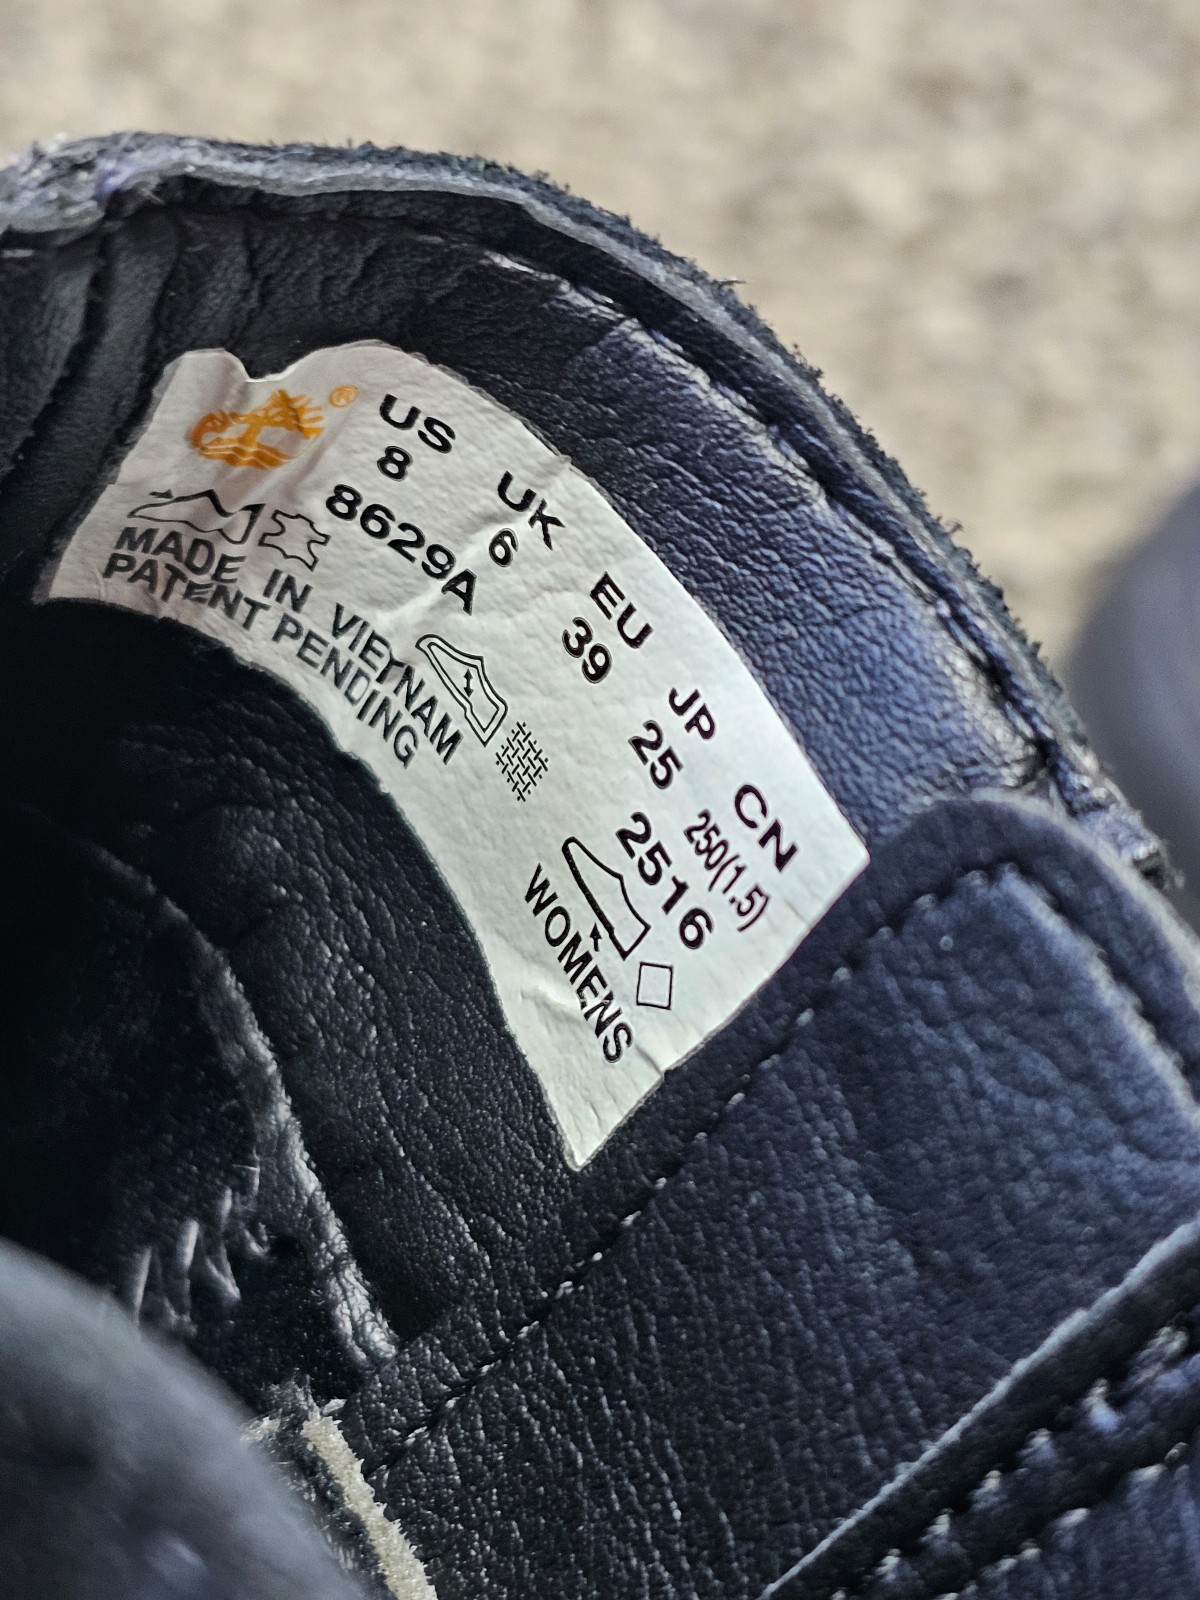 ®
US UK EU JP CN
8 6 39 25 250(1.5)
8629A 2516
MADE IN VIETNAM
PATENT PENDING
WOMENS